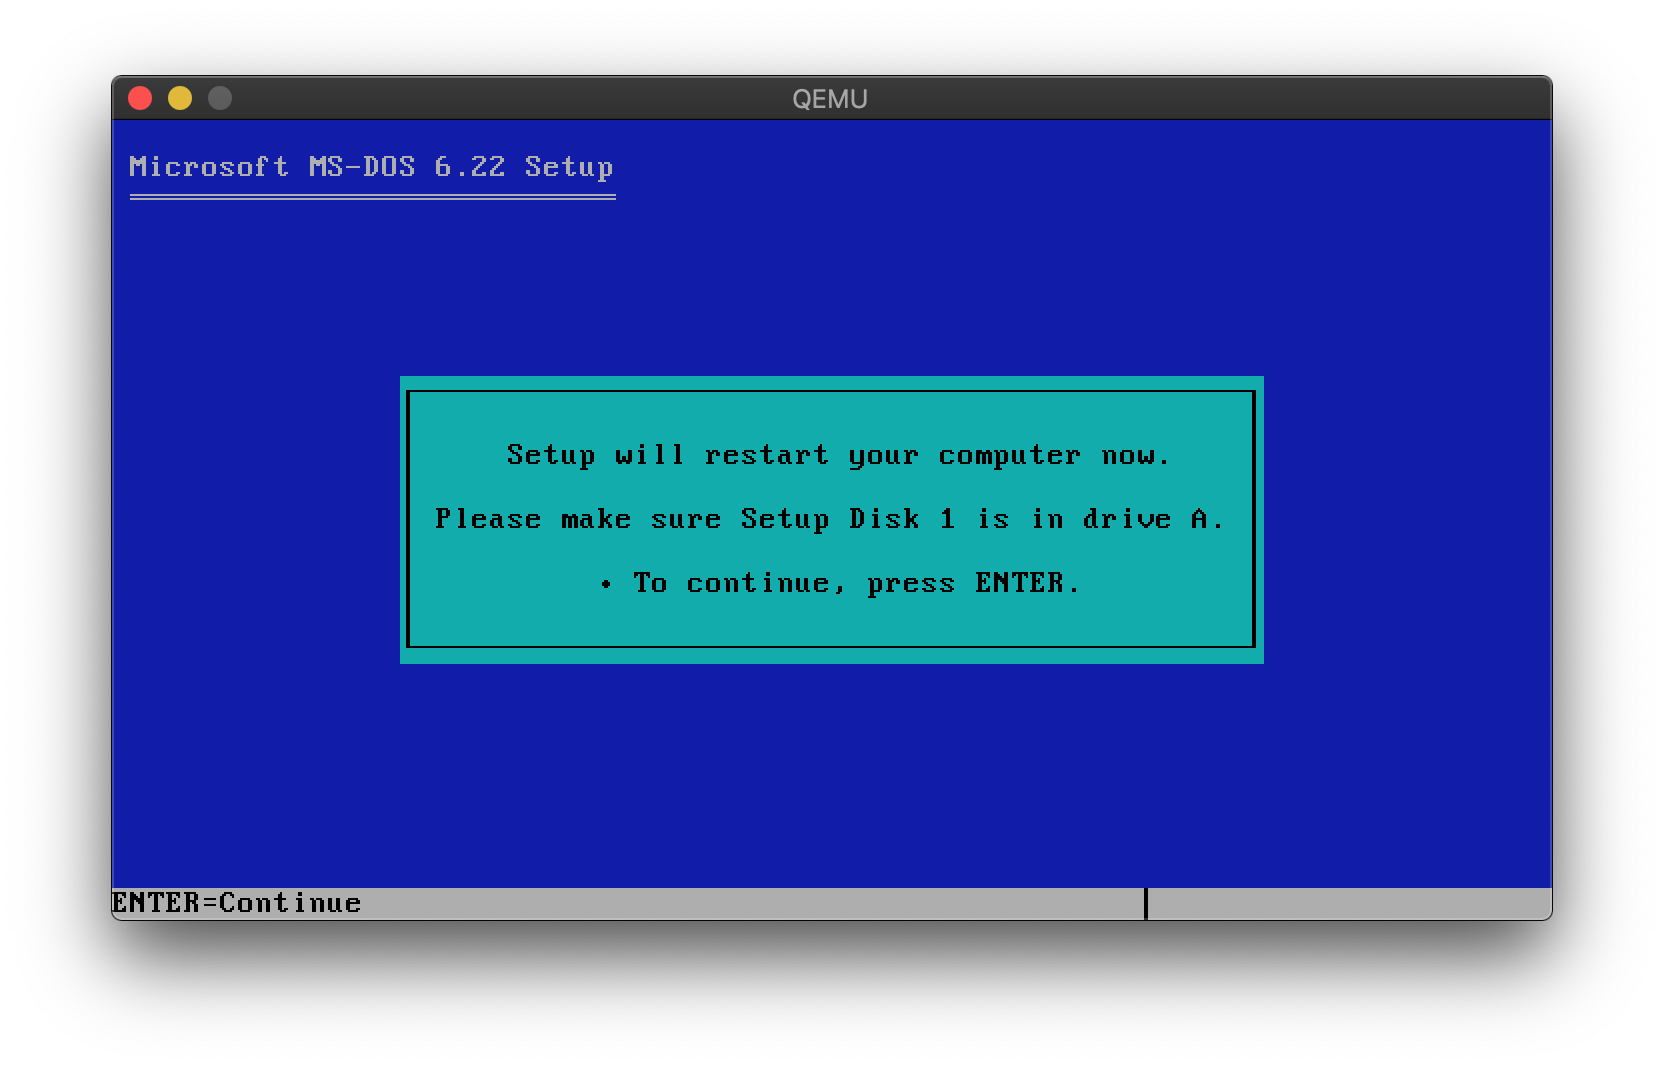 QEMU
Microsoft MS-DOS 6.22 Setup
Setup will restart your computer now.
Please make sure Setup Disk 1 is in drive A.
• To continue, press ENTER.
ENTER=Continue